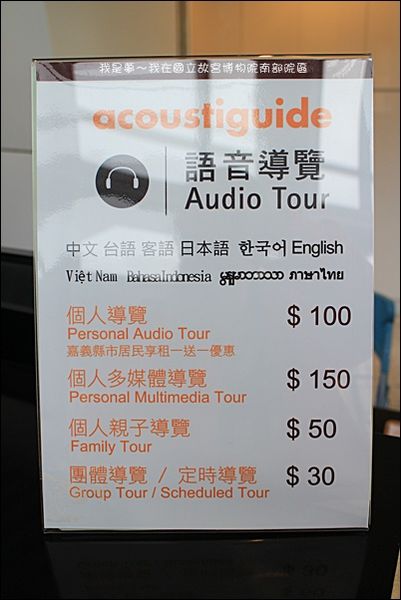 我是夢～我在國立故宮博物院南部院區
acoustiguide
語音導覽
Audio Tour
中文 台語 客語 日本語 한국어 English
Việt Nam BahasaIndonesia ภาษาไทย
個人導覽 $ 100
Personal Audio Tour
嘉義縣市居民享租一送一優惠
個人多媒體導覽 $ 150
Personal Multimedia Tour
個人親子導覽 $ 50
Family Tour
團體導覽 / 定時導覽 $ 30
Group Tour / Scheduled Tour